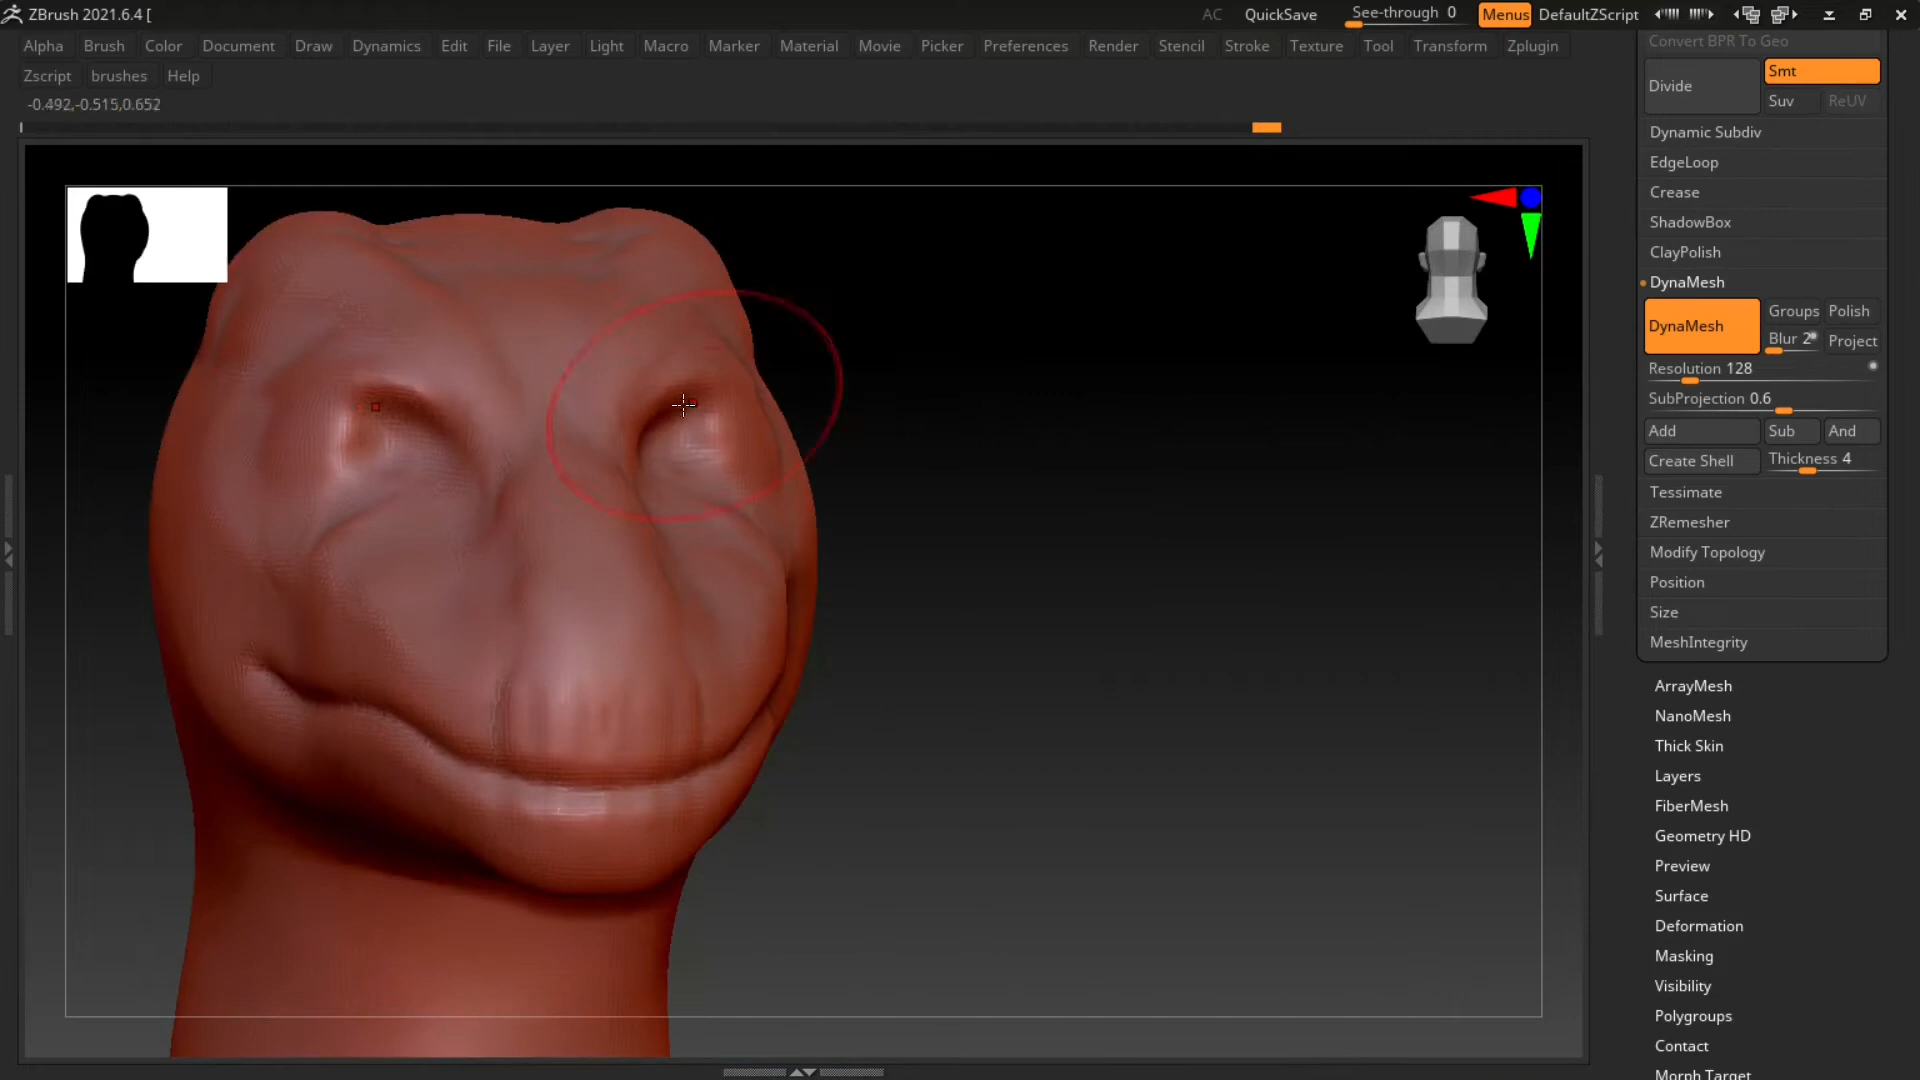 ZBrush 2021.6.4 [
AC QuickSave See-through 0 Menus DefaultZScript
Alpha Brush Color Document Draw Dynamics Edit File Layer Light Macro Marker Material Movie Picker Preferences Render Stencil Stroke Texture Tool Transform Zplugin
Zscript brushes Help
-0.492,-0.515,0.652
Convert BPR To Geo
Divide
Smt
Suv ReUV
Dynamic Subdiv
EdgeLoop
Crease
ShadowBox
ClayPolish
DynaMesh
DynaMesh
Groups Polish
Blur 2 Project
Resolution 128
SubProjection 0.6
Add Sub And
Create Shell Thickness 4
Tessimate
ZRemesher
Modify Topology
Position
Size
MeshIntegrity
ArrayMesh
NanoMesh
Thick Skin
Layers
FiberMesh
Geometry HD
Preview
Surface
Deformation
Masking
Visibility
Polygroups
Contact
Morph Target